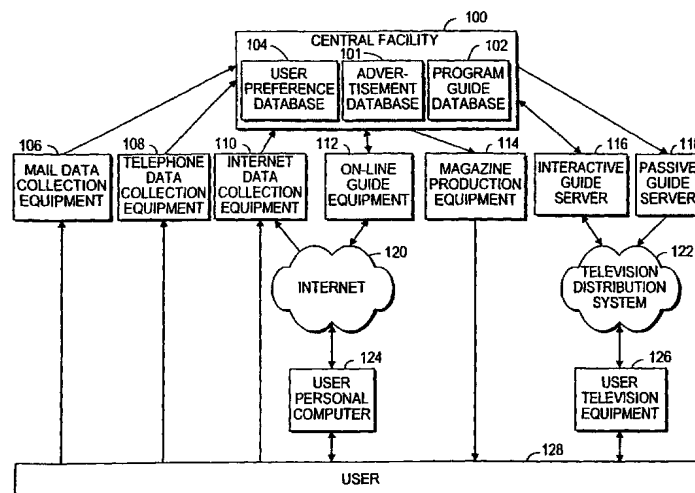 100
CENTRAL FACILITY
104
101
102
USER
PREFERENCE
DATABASE
ADVER-
TISEMENT
DATABASE
PROGRAM
GUIDE
DATABASE
106
108
110
112
114
116
118
MAIL DATA
COLLECTION
EQUIPMENT
TELEPHONE
DATA
COLLECTION
EQUIPMENT
INTERNET
DATA
COLLECTION
EQUIPMENT
ON-LINE
GUIDE
EQUIPMENT
MAGAZINE
PRODUCTION
EQUIPMENT
INTERACTIVE
GUIDE
SERVER
PASSIVE
GUIDE
SERVER
120
INTERNET
122
TELEVISION
DISTRIBUTION
SYSTEM
124
USER
PERSONAL
COMPUTER
126
USER
TELEVISION
EQUIPMENT
128
USER